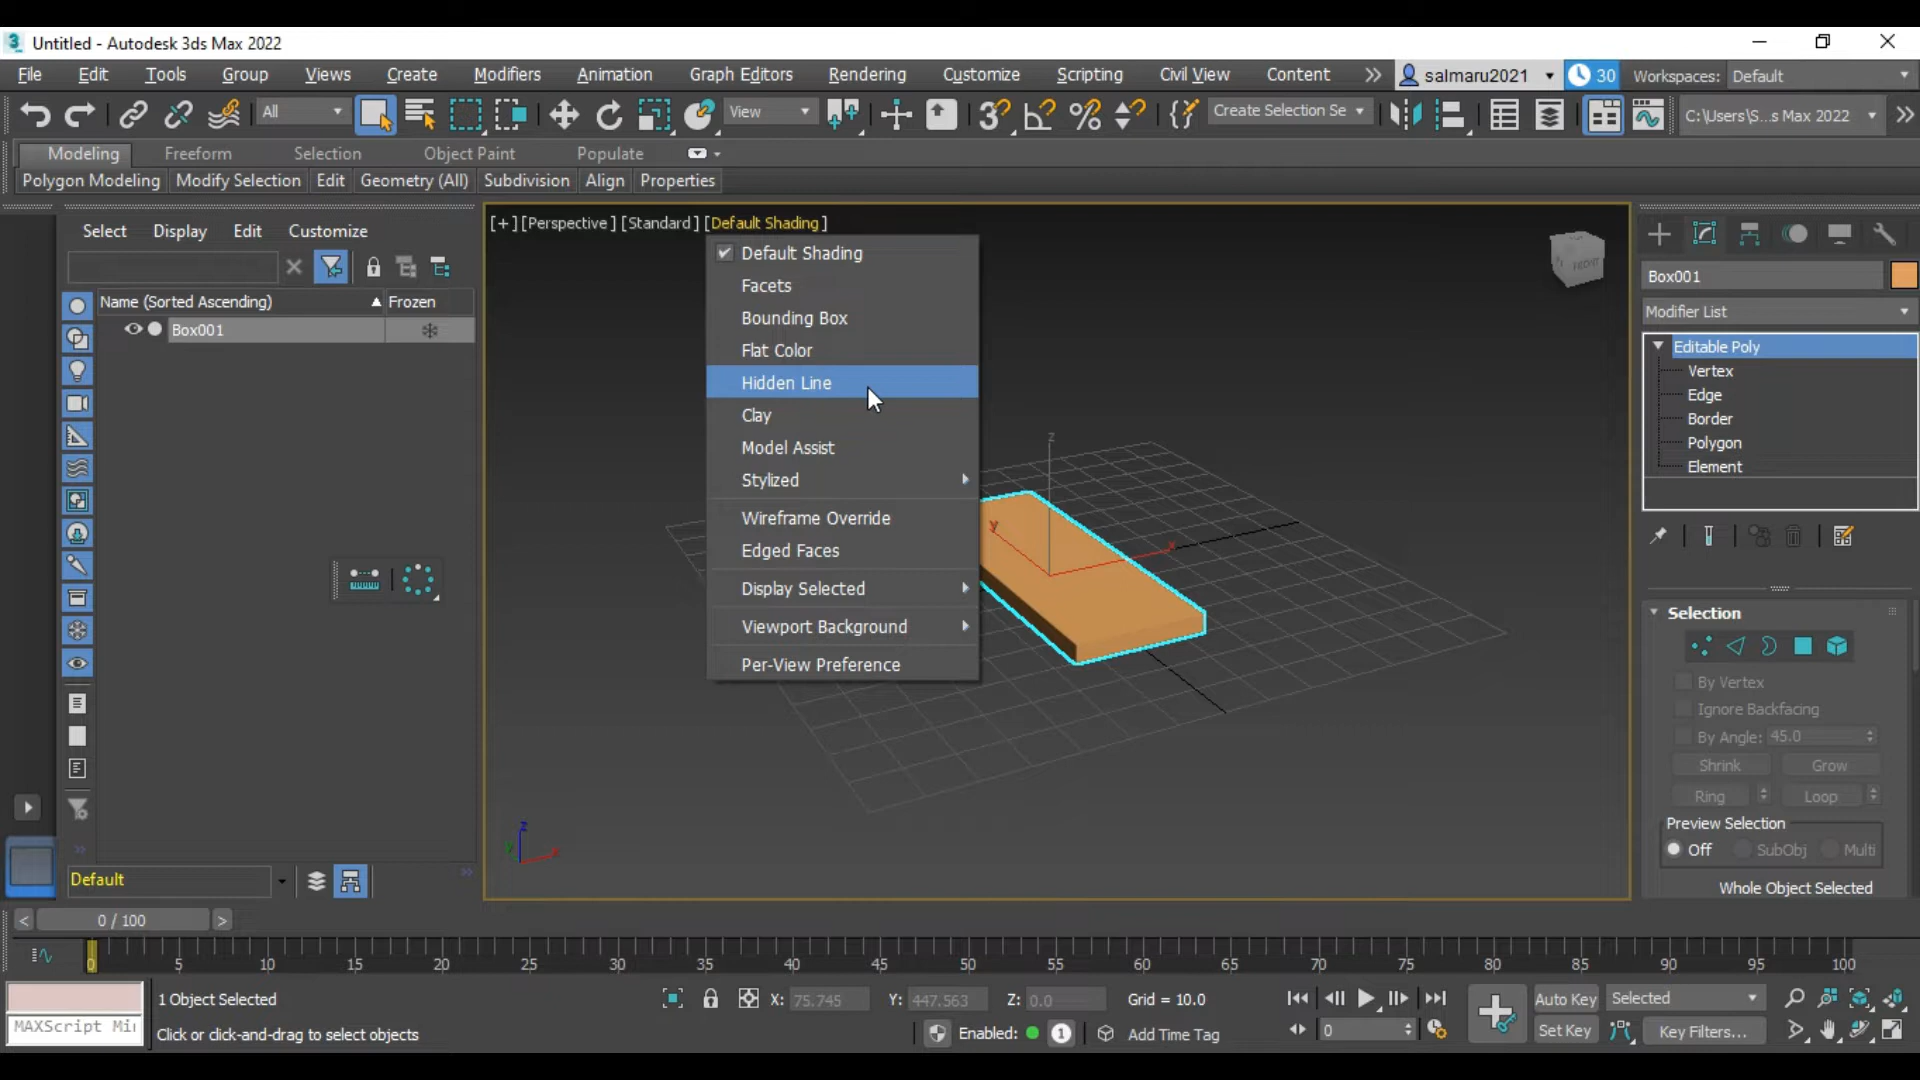 Untitled - Autodesk 3ds Max 2022
File Edit Tools Group Views Create Modifiers Animation Graph Editors Rendering Customize Scripting Civil View Content salmaru2021 30 Workspaces: Default
All View Create Selection Se C:\Users\S...s Max 2022
Modeling Freeform Selection Object Paint Populate
Polygon Modeling Modify Selection Edit Geometry (All) Subdivision Align Properties
Select Display Edit Customize
[+] [Perspective] [Standard] [Default Shading]
Name (Sorted Ascending) Frozen
Box001
Default Shading
Facets
Bounding Box
Flat Color
Hidden Line
Clay
Model Assist
Stylized
Wireframe Override
Edged Faces
Display Selected
Viewport Background
Per-View Preference
z
y
x
FRONT
z
y
x
Box001
Modifier List
Editable Poly
Vertex
Edge
Border
Polygon
Element
Selection
By Vertex
Ignore Backfacing
By Angle: 45.0
Shrink Grow
Ring Loop
Preview Selection
Off SubObj Multi
Whole Object Selected
Default
< 0 / 100 >
0 5 10 15 20 25 30 35 40 45 50 55 60 65 70 75 80 85 90 95 100
MAXScript Mi
1 Object Selected X: 75.745 Y: 447.563 Z: 0.0 Grid = 10.0 Auto Key Selected
Click or click-and-drag to select objects Enabled: 1 Add Time Tag 0 Set Key Key Filters...